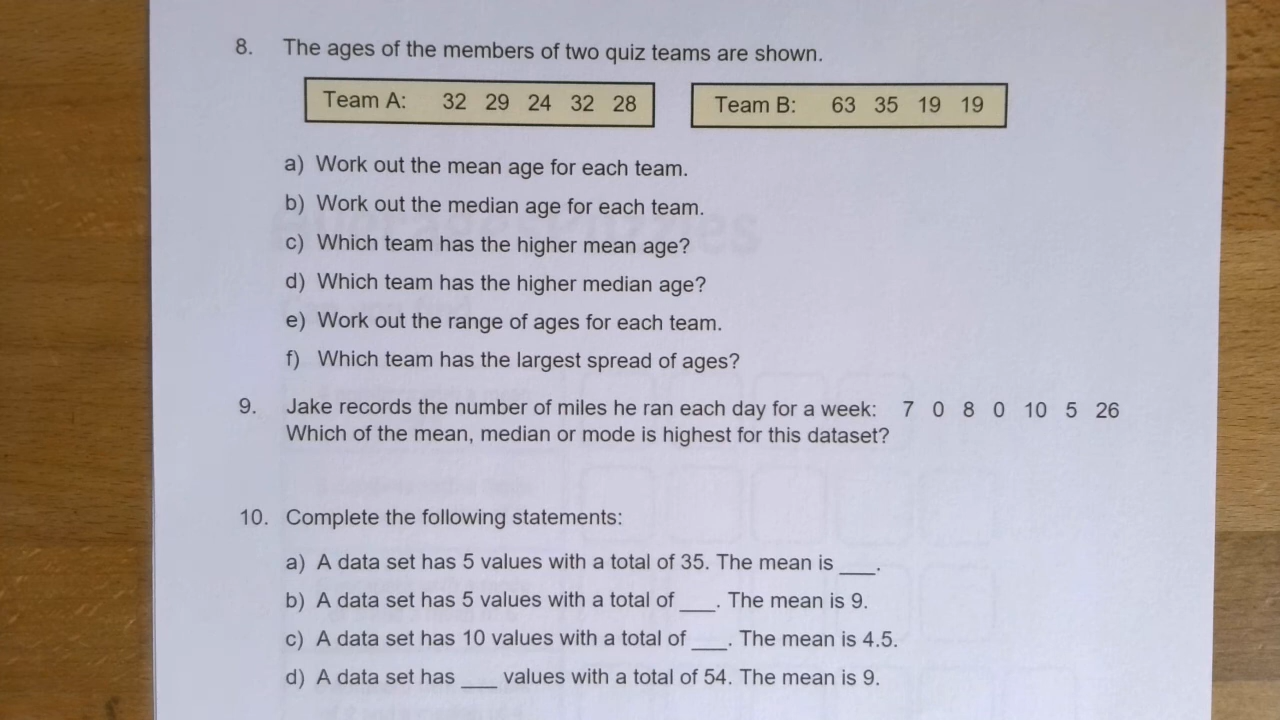 8. The ages of the members of two quiz teams are shown.
Team A: 32 29 24 32 28 Team B: 63 35 19 19
a) Work out the mean age for each team.
b) Work out the median age for each team.
c) Which team has the higher mean age?
d) Which team has the higher median age?
e) Work out the range of ages for each team.
f) Which team has the largest spread of ages?
9. Jake records the number of miles he ran each day for a week: 7 0 8 0 10 5 26
Which of the mean, median or mode is highest for this dataset?
10. Complete the following statements:
a) A data set has 5 values with a total of 35. The mean is ___.
b) A data set has 5 values with a total of ___. The mean is 9.
c) A data set has 10 values with a total of ___. The mean is 4.5.
d) A data set has ___ values with a total of 54. The mean is 9.